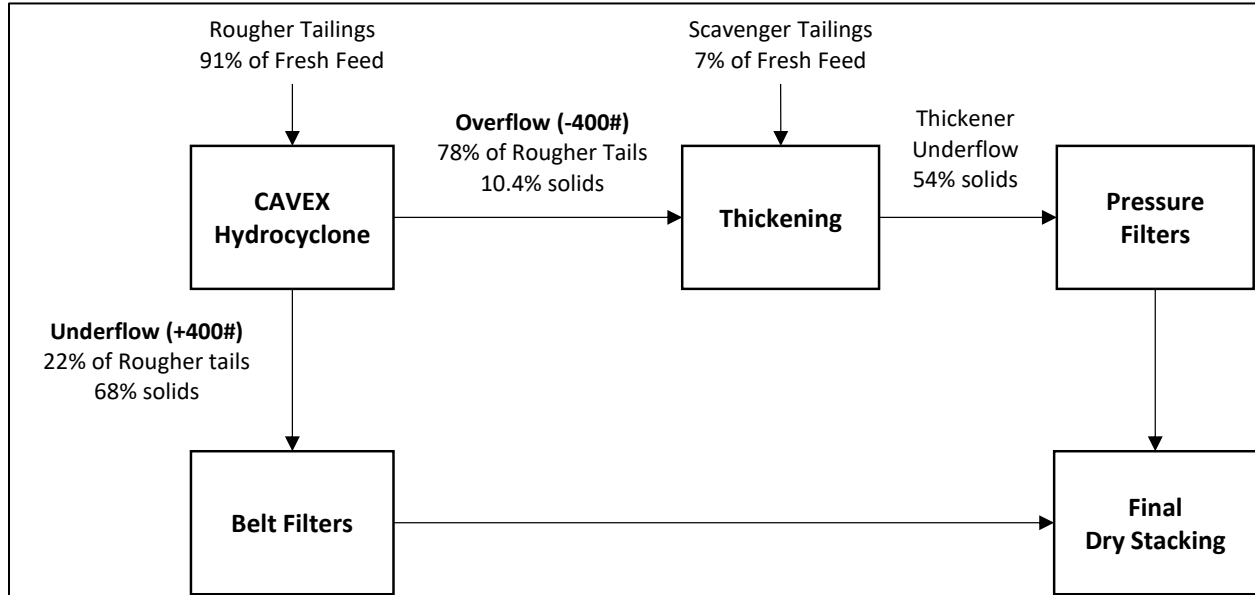 Rougher Tailings
91% of Fresh Feed
Scavenger Tailings
7% of Fresh Feed
Overflow (-400#)
78% of Rougher Tails
10.4% solids
Thickener
Underflow
54% solids
CAVEX
Hydrocyclone
Thickening
Pressure
Filters
Underflow (+400#)
22% of Rougher tails
68% solids
Belt Filters
Final
Dry Stacking